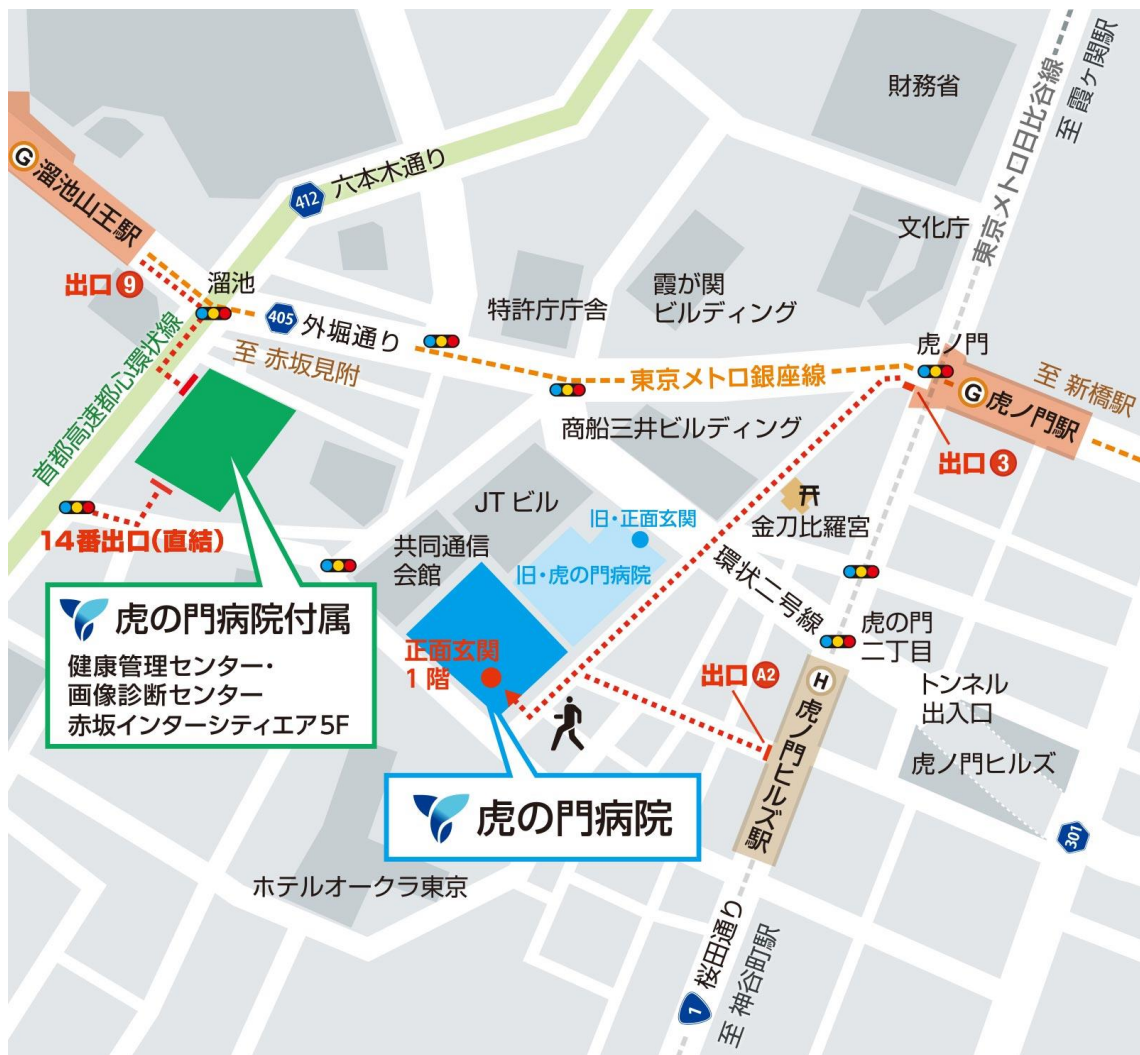 財務省
東京メトロ日比谷線
至 霞ヶ関駅
G 溜池山王駅
412
六本木通り
文化庁
出口 9
溜池
405
外堀通り
特許庁庁舎
霞が関
ビルディング
至 赤坂見附
首都高速都心環状線
東京メトロ銀座線
虎ノ門
G 虎ノ門駅
至 新橋駅
商船三井ビルディング
出口 3
JTビル
旧・正面玄関
金刀比羅宮
14番出口(直結)
共同通信
会館
旧・虎の門病院
環状二号線
虎の門病院付属
健康管理センター・
画像診断センター
赤坂インターシティエア5F
正面玄関
1階
虎の門
二丁目
出口 A2
H 虎ノ門ヒルズ駅
トンネル
出入口
虎ノ門ヒルズ
虎の門病院
301
ホテルオークラ東京
桜田通り
1
至 神谷町駅